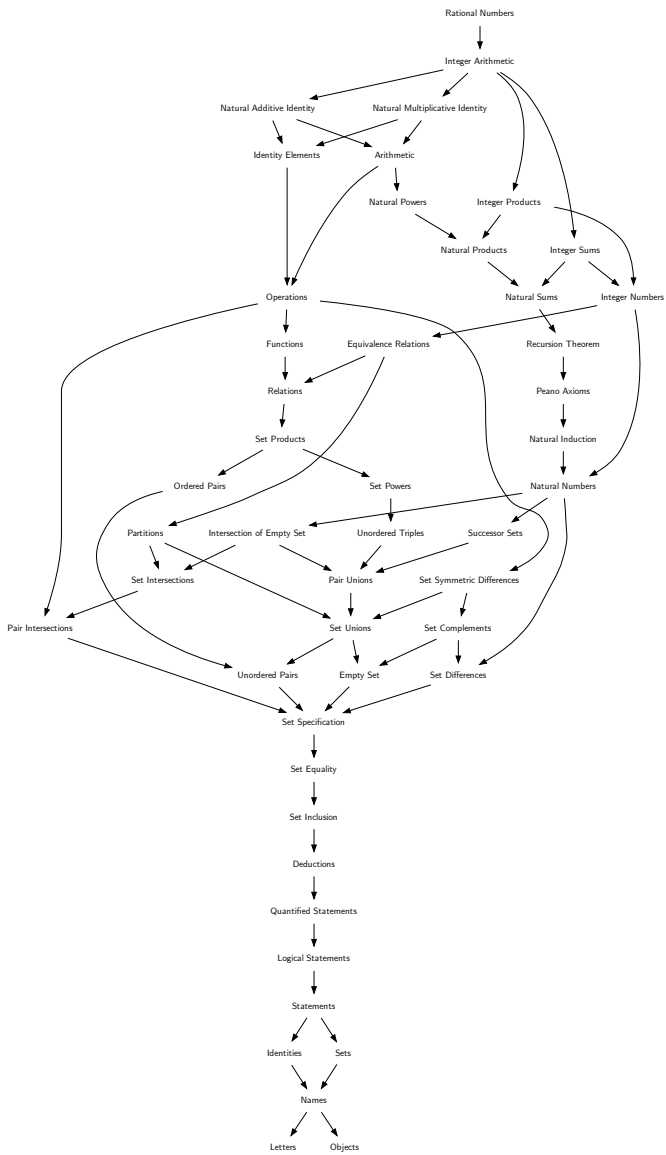 Rational Numbers
Integer Arithmetic
Natural Additive Identity
Natural Multiplicative Identity
Identity Elements
Arithmetic
Natural Powers
Integer Products
Natural Products
Integer Sums
Operations
Natural Sums
Integer Numbers
Functions
Equivalence Relations
Recursion Theorem
Relations
Peano Axioms
Set Products
Natural Induction
Ordered Pairs
Set Powers
Natural Numbers
Partitions
Intersection of Empty Set
Unordered Triples
Successor Sets
Set Intersections
Pair Unions
Set Symmetric Differences
Pair Intersections
Set Unions
Set Complements
Unordered Pairs
Empty Set
Set Differences
Set Specification
Set Equality
Set Inclusion
Deductions
Quantified Statements
Logical Statements
Statements
Identities
Sets
Names
Letters
Objects